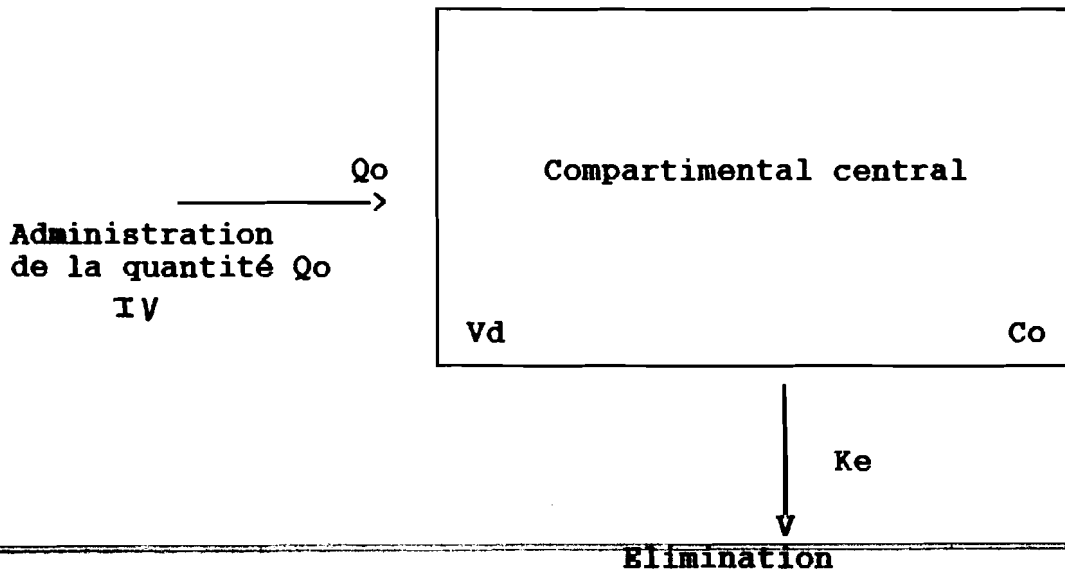 Qo
Compartimental central
Administration
de la quantité Qo
IV
Vd
Co
Ke
Elimination